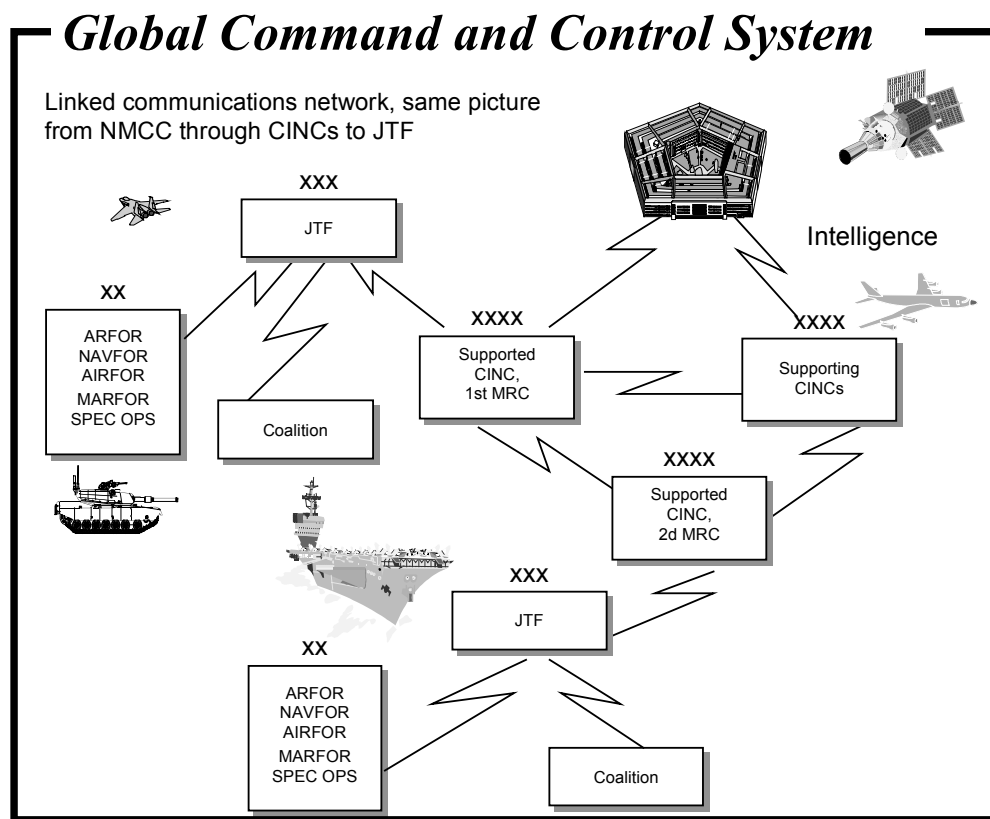 Global Command and Control System
Linked communications network, same picture
from NMCC through CINCs to JTF
XXX
JTF
Intelligence
XX
ARFOR
NAVFOR
AIRFOR
MARFOR
SPEC OPS
Coalition
XXXX
Supported
CINC,
1st MRC
XXXX
Supporting
CINCs
XXXX
Supported
CINC,
2d MRC
XXX
JTF
XX
ARFOR
NAVFOR
AIRFOR
MARFOR
SPEC OPS
Coalition